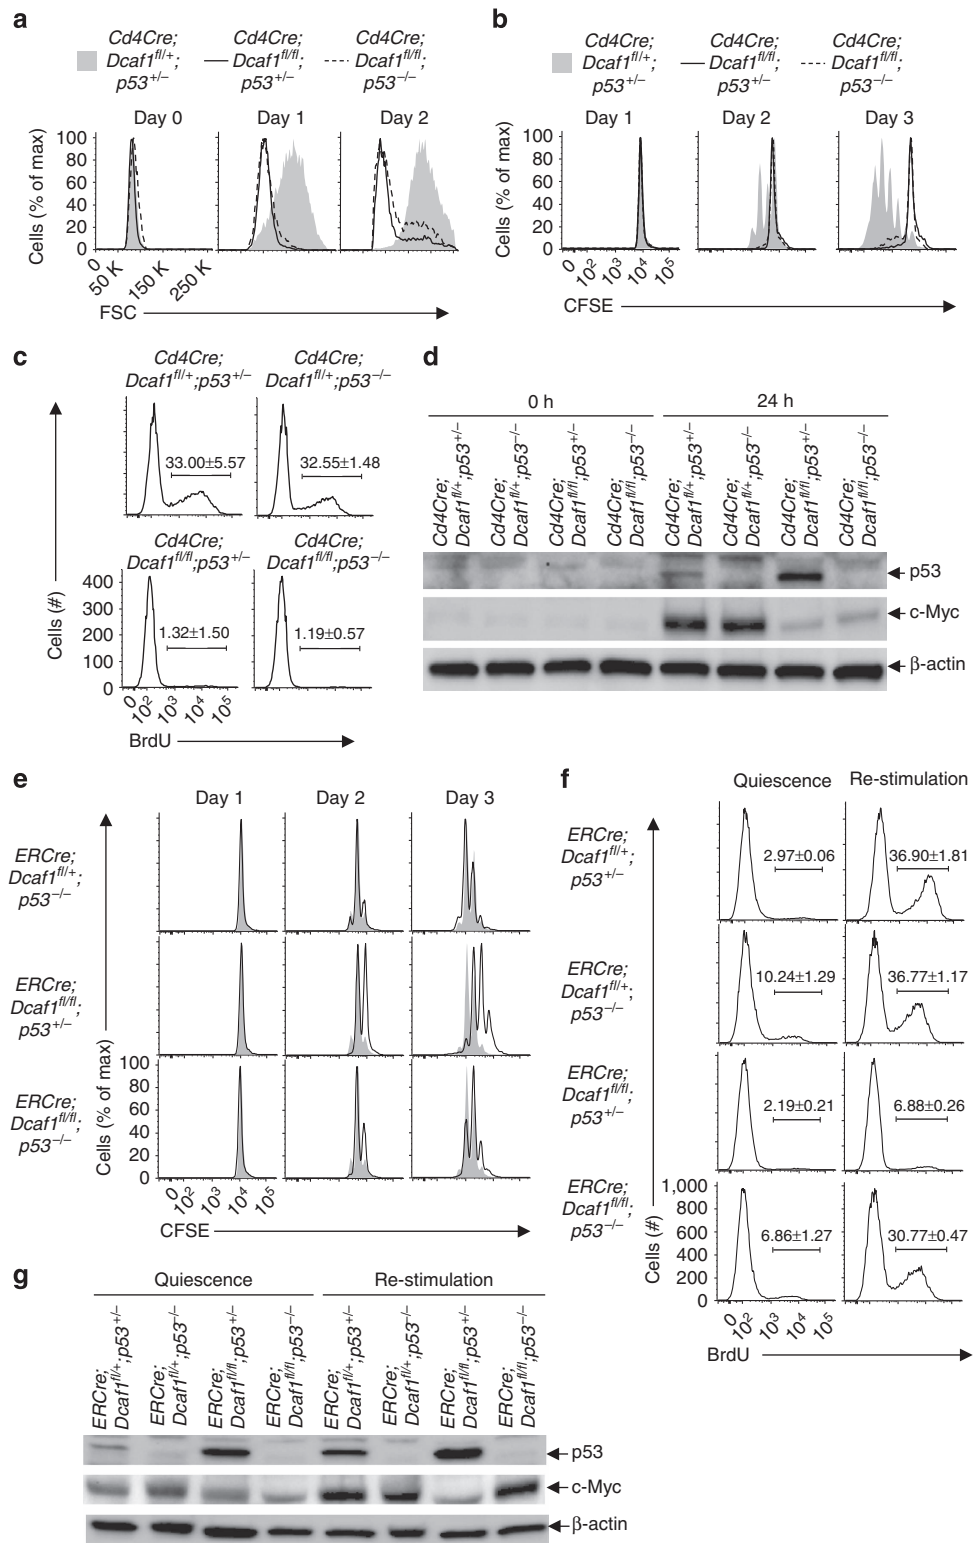 a
Cd4Cre; Dcaf1fl/+; p53+/–
Cd4Cre; Dcaf1fl/fl; p53+/–
Cd4Cre; Dcaf1fl/fl; p53–/–
Day 0 Day 1 Day 2
Cells (% of max)
100
80
60
40
20
0
0 50 K 150 K 250 K
FSC
b
Cd4Cre; Dcaf1fl/+; p53+/–
Cd4Cre; Dcaf1fl/fl; p53+/–
Cd4Cre; Dcaf1fl/fl; p53–/–
Day 1 Day 2 Day 3
Cells (% of max)
100
80
60
40
20
0
0 10² 10³ 10⁴ 10⁵
CFSE
c
Cd4Cre; Dcaf1fl/+;p53+/–
Cd4Cre; Dcaf1fl/+;p53–/–
33.00±5.57
32.55±1.48
Cd4Cre; Dcaf1fl/fl;p53+/–
Cd4Cre; Dcaf1fl/fl;p53–/–
1.32±1.50
1.19±0.57
Cells (#)
400
300
200
100
0
0 10² 10³ 10⁴ 10⁵
BrdU
d
0 h 24 h
Cd4Cre; Dcaf1fl/+;p53+/–
Cd4Cre; Dcaf1fl/+;p53–/–
Cd4Cre; Dcaf1fl/fl;p53+/–
Cd4Cre; Dcaf1fl/fl;p53–/–
Cd4Cre; Dcaf1fl/+;p53+/–
Cd4Cre; Dcaf1fl/+;p53–/–
Cd4Cre; Dcaf1fl/fl;p53+/–
Cd4Cre; Dcaf1fl/fl;p53–/–
p53
c-Myc
β-actin
e
Day 1 Day 2 Day 3
ERCre; Dcaf1fl/+; p53–/–
ERCre; Dcaf1fl/fl; p53+/–
ERCre; Dcaf1fl/fl; p53–/–
Cells (% of max)
100
80
60
40
20
0
0 10² 10³ 10⁴ 10⁵
CFSE
f
Quiescence Re-stimulation
ERCre; Dcaf1fl/+; p53+/–
2.97±0.06 36.90±1.81
ERCre; Dcaf1fl/+; p53–/–
10.24±1.29 36.77±1.17
ERCre; Dcaf1fl/fl; p53+/–
2.19±0.21 6.88±0.26
ERCre; Dcaf1fl/fl; p53–/–
6.86±1.27 30.77±0.47
Cells (#)
1,000
800
600
400
200
0
0 10² 10³ 10⁴ 10⁵
BrdU
g
Quiescence Re-stimulation
ERCre; Dcaf1fl/+;p53+/–
ERCre; Dcaf1fl/+;p53–/–
ERCre; Dcaf1fl/fl;p53+/–
ERCre; Dcaf1fl/fl;p53–/–
ERCre; Dcaf1fl/+;p53+/–
ERCre; Dcaf1fl/+;p53–/–
ERCre; Dcaf1fl/fl;p53+/–
ERCre; Dcaf1fl/fl;p53–/–
p53
c-Myc
β-actin